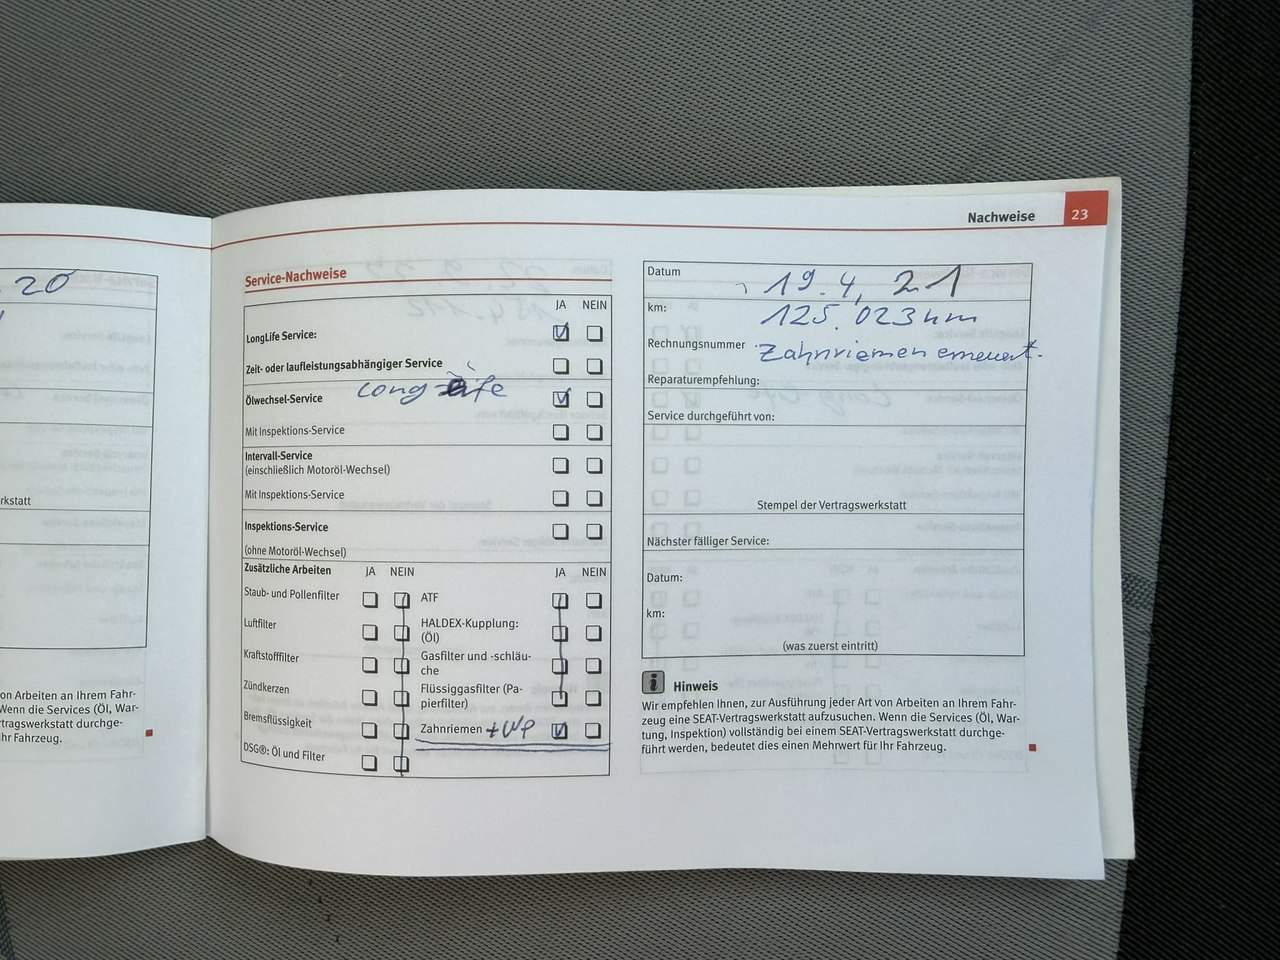 Nachweise 23
. 20
rkstatt
on Arbeiten an Ihrem Fahr-
Wenn die Services (Öl, War-
rtragswerkstatt durchge-
hr Fahrzeug.
Service-Nachweise
JA NEIN
LongLife Service:
Zeit- oder laufleistungsabhängiger Service
Ölwechsel-Service Longlife
Mit Inspektions-Service
Intervall-Service
(einschließlich Motoröl-Wechsel)
Mit Inspektions-Service
Inspektions-Service
(ohne Motoröl-Wechsel)
Zusätzliche Arbeiten JA NEIN JA NEIN
Staub- und Pollenfilter ATF
Luftfilter HALDEX-Kupplung:
(Öl)
Kraftstofffilter Gasfilter und -schläu-
che
Zündkerzen Flüssiggasfilter (Pa-
pierfilter)
Bremsflüssigkeit Zahnriemen + WP
DSG®: Öl und Filter
Datum 19.4, 21
km: 125.023 km
Rechnungsnummer Zahnriemen erneuert.
Reparaturempfehlung:
Service durchgeführt von:
Stempel der Vertragswerkstatt
Nächster fälliger Service:
Datum:
km:
(was zuerst eintritt)
i Hinweis
Wir empfehlen Ihnen, zur Ausführung jeder Art von Arbeiten an Ihrem Fahr-
zeug eine SEAT-Vertragswerkstatt aufzusuchen. Wenn die Services (Öl, War-
tung, Inspektion) vollständig bei einem SEAT-Vertragswerkstatt durchge-
führt werden, bedeutet dies einen Mehrwert für Ihr Fahrzeug.